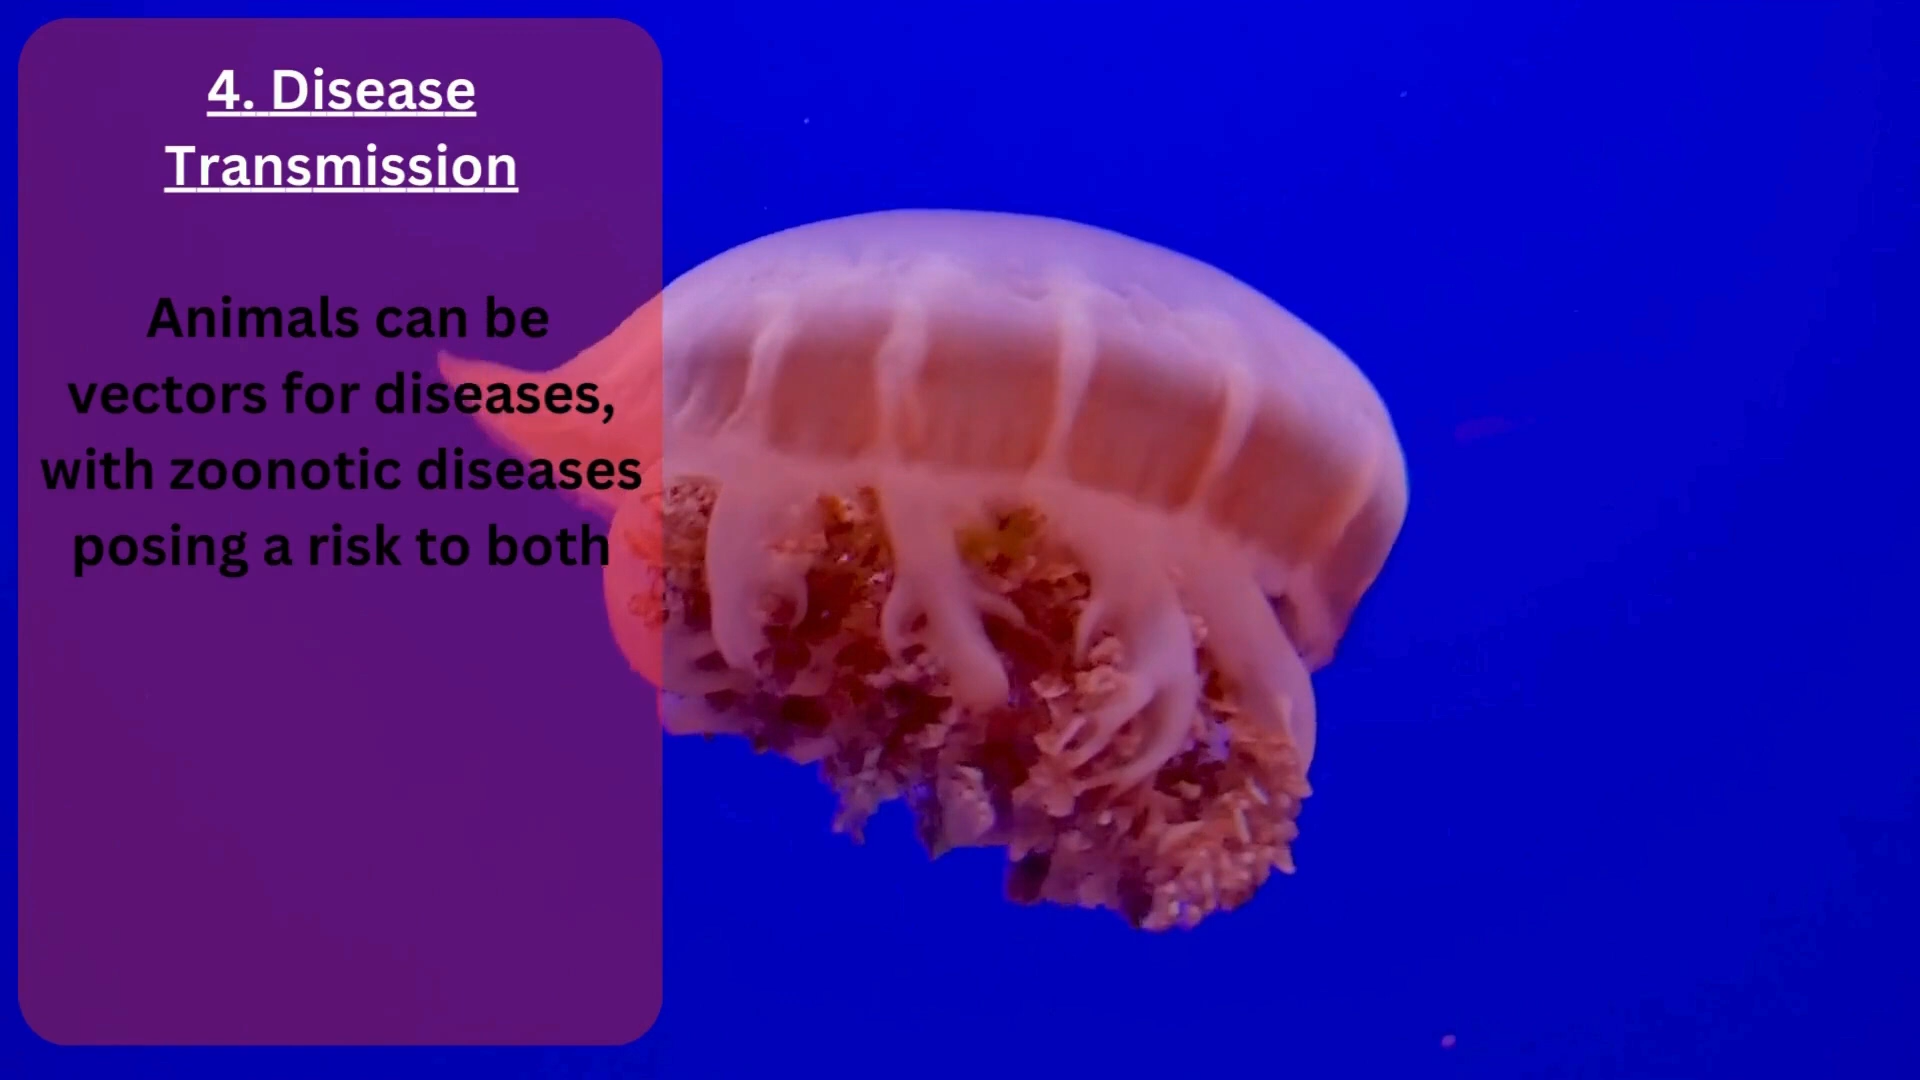 4. Disease
Transmission
Animals can be
vectors for diseases,
with zoonotic diseases
posing a risk to both